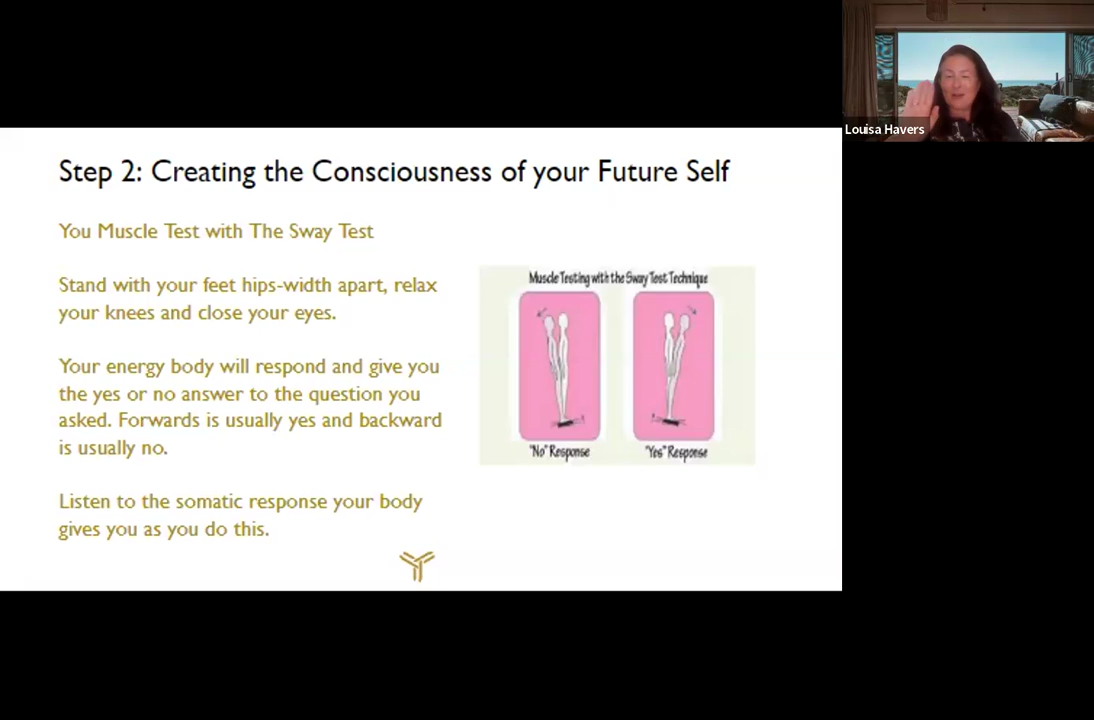 Louisa Havers
Step 2: Creating the Consciousness of your Future Self
You Muscle Test with The Sway Test
Stand with your feet hips-width apart, relax
your knees and close your eyes.
Your energy body will respond and give you
the yes or no answer to the question you
asked. Forwards is usually yes and backward
is usually no.
Listen to the somatic response your body
gives you as you do this.
Muscle Testing with the Sway Test Technique
"No" Response
"Yes" Response